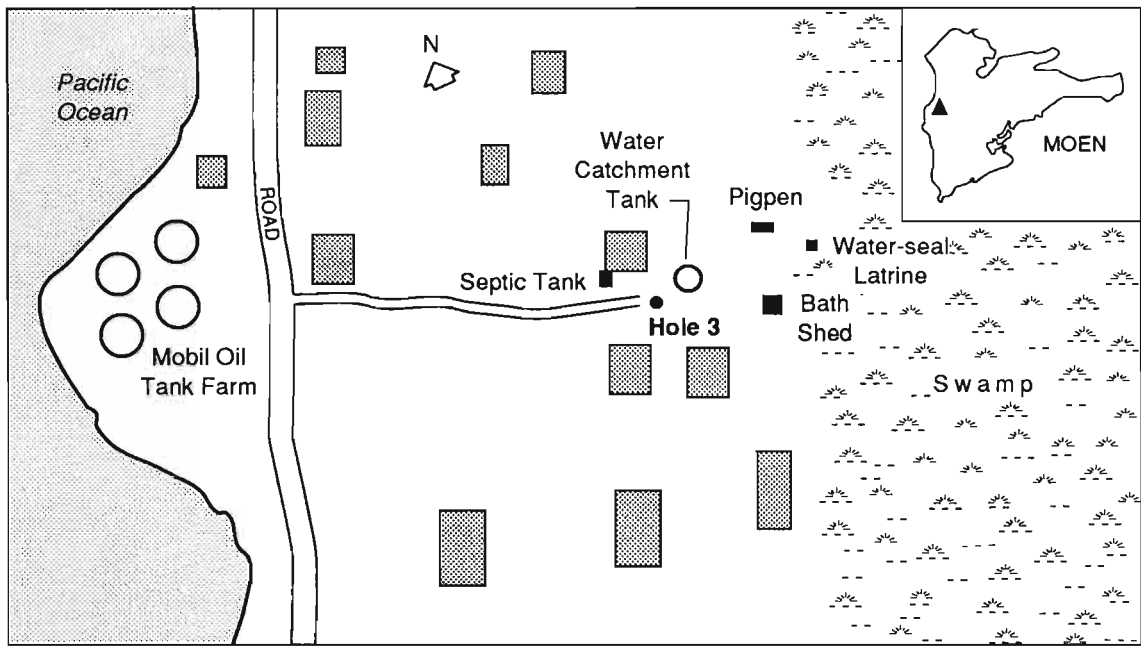 Pacific
Ocean
N
MOEN
Water
Catchment
Tank
Pigpen
ROAD
Septic Tank
Water-seal
Latrine
Hole 3
Bath
Shed
Mobil Oil
Tank Farm
Swamp